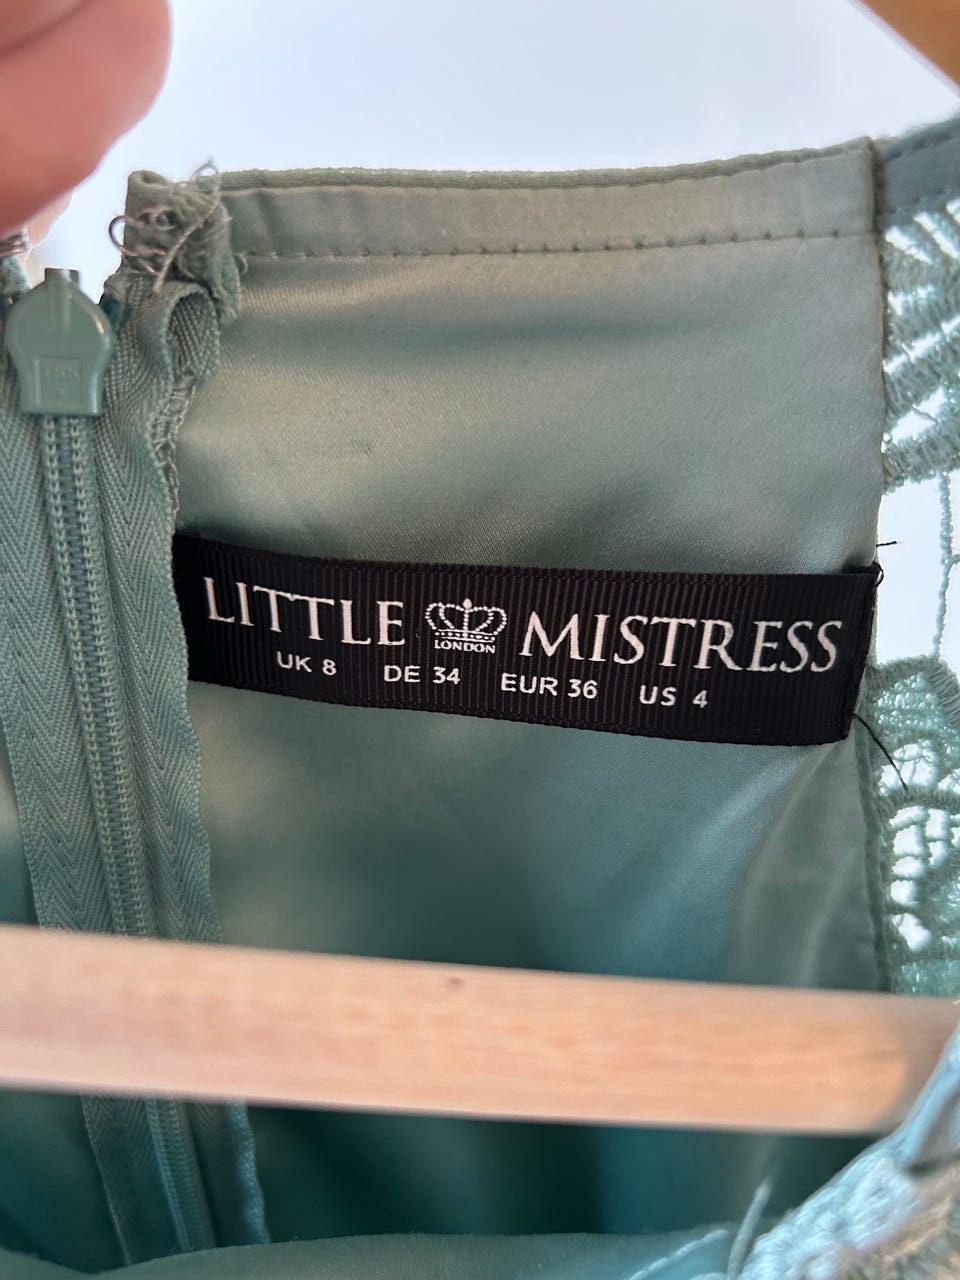 LITTLE LONDON MISTRESS
UK 8 DE 34 EUR 36 US 4